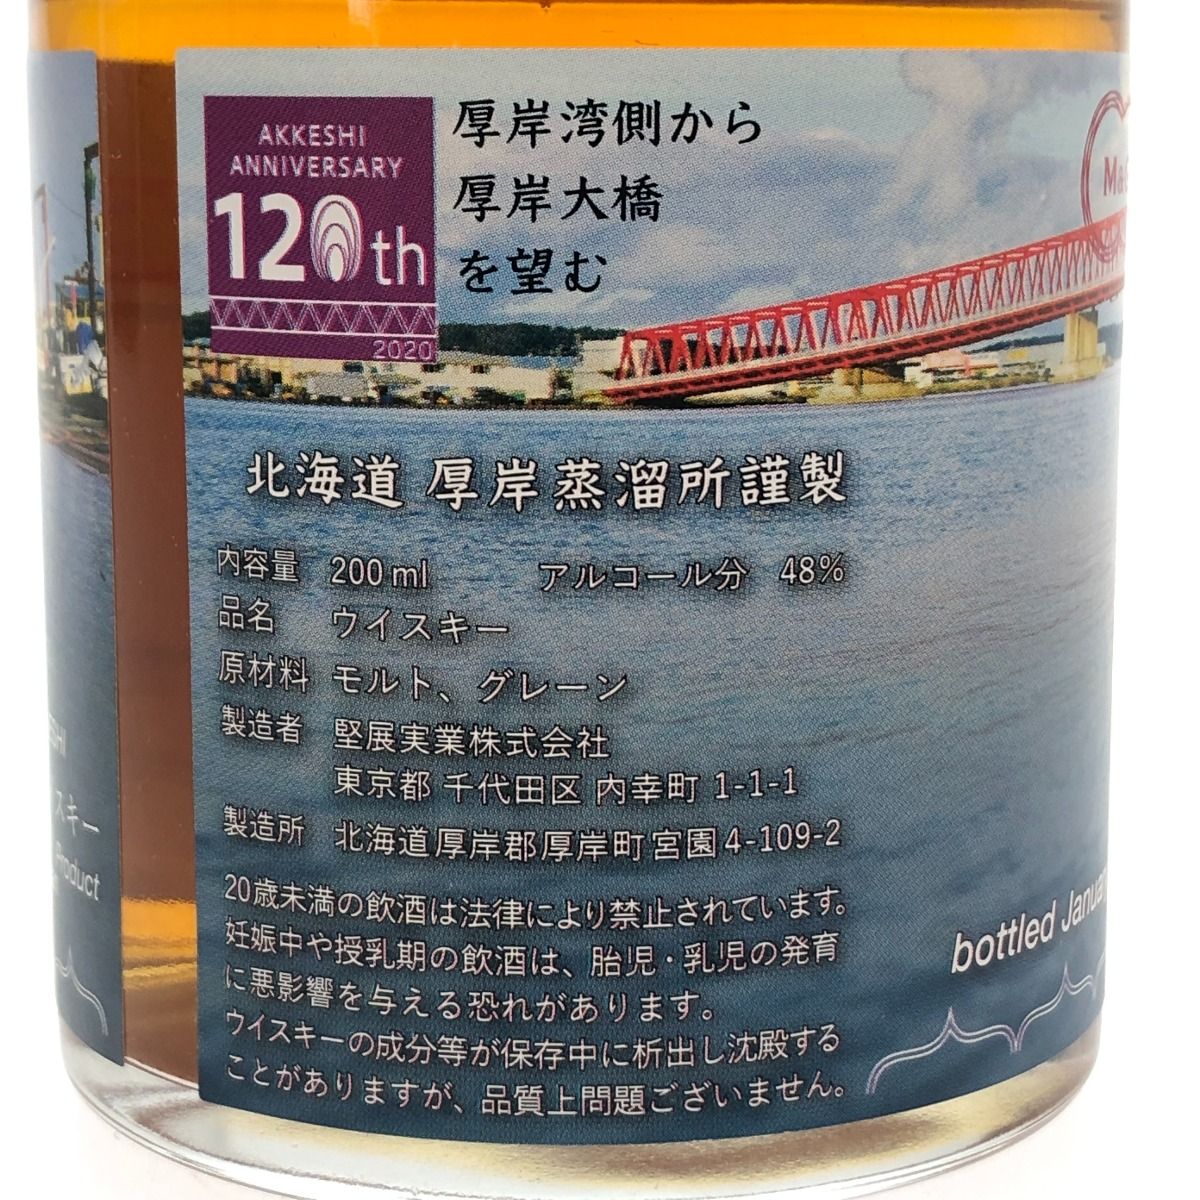 AKKESHI
ANNIVERSARY
120th
2020
厚岸湾側から
厚岸大橋
を望む
北海道 厚岸蒸溜所謹製
内容量 200 ml アルコール分 48%
品名 ウイスキー
原材料 モルト、グレーン
製造者 堅展実業株式会社
東京都 千代田区 内幸町 1-1-1
製造所 北海道厚岸郡厚岸町宮園4-109-2
20歳未満の飲酒は法律により禁止されています。
妊娠中や授乳期の飲酒は、胎児・乳児の発育
に悪影響を与える恐れがあります。
ウイスキーの成分等が保存中に析出し沈殿する
ことがありますが、品質上問題ございません。
bottled
スキー
Product